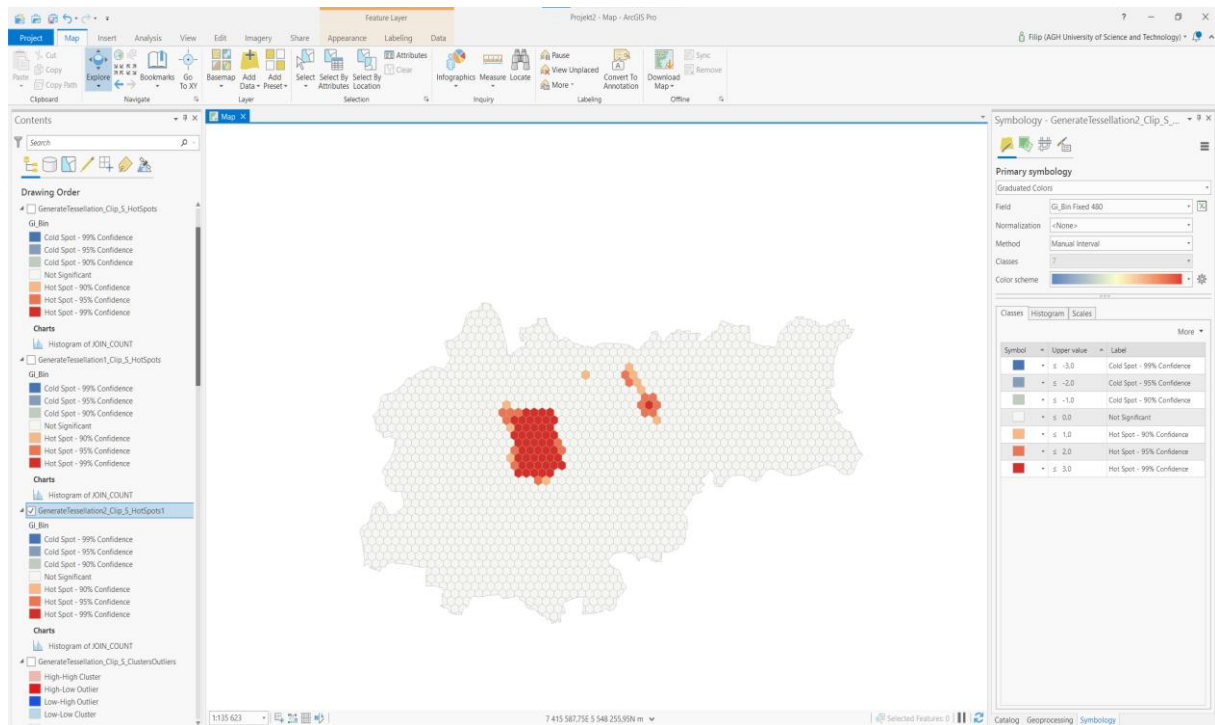 Feature Layer
Projekt2 - Map - ArcGIS Pro
?
Project Map Insert Analysis View Edit Imagery Share Appearance Labeling Data
Filip (AGH University of Science and Technology)
Paste
Cut
Copy
Copy Path
Clipboard
Explore
Bookmarks
Go To XY
Navigate
Basemap
Add Data
Add Preset
Layer
Select
Select By Attributes
Select By Location
Attributes
Clear
Selection
Infographics
Measure
Locate
Inquiry
Pause
View Unplaced
More
Convert To Annotation
Labeling
Download Map
Sync
Remove
Offline
Contents
Search
Drawing Order
GenerateTessellation_Clip_S_HotSpots
Gi_Bin
Cold Spot - 99% Confidence
Cold Spot - 95% Confidence
Cold Spot - 90% Confidence
Not Significant
Hot Spot - 90% Confidence
Hot Spot - 95% Confidence
Hot Spot - 99% Confidence
Charts
Histogram of JOIN_COUNT
GenerateTessellation1_Clip_S_HotSpots
Gi_Bin
Cold Spot - 99% Confidence
Cold Spot - 95% Confidence
Cold Spot - 90% Confidence
Not Significant
Hot Spot - 90% Confidence
Hot Spot - 95% Confidence
Hot Spot - 99% Confidence
Charts
Histogram of JOIN_COUNT
GenerateTessellation2_Clip_S_HotSpots1
Gi_Bin
Cold Spot - 99% Confidence
Cold Spot - 95% Confidence
Cold Spot - 90% Confidence
Not Significant
Hot Spot - 90% Confidence
Hot Spot - 95% Confidence
Hot Spot - 99% Confidence
Charts
Histogram of JOIN_COUNT
GenerateTessellation_Clip_S_ClustersOutliers
High-High Cluster
High-Low Outlier
Low-High Outlier
Low-Low Cluster
Map
1:135 623
7 415 587,75E 5 548 255,95N m
Selected Features: 0
Symbology - GenerateTessellation2_Clip_S_...
Primary symbology
Graduated Colors
Field Gi_Bin Fixed 480
Normalization <None>
Method Manual Interval
Classes 7
Color scheme
Classes Histogram Scales
More
Symbol Upper value Label
≤ -3,0 Cold Spot - 99% Confidence
≤ -2,0 Cold Spot - 95% Confidence
≤ -1,0 Cold Spot - 90% Confidence
≤ 0,0 Not Significant
≤ 1,0 Hot Spot - 90% Confidence
≤ 2,0 Hot Spot - 95% Confidence
≤ 3,0 Hot Spot - 99% Confidence
Catalog Geoprocessing Symbology